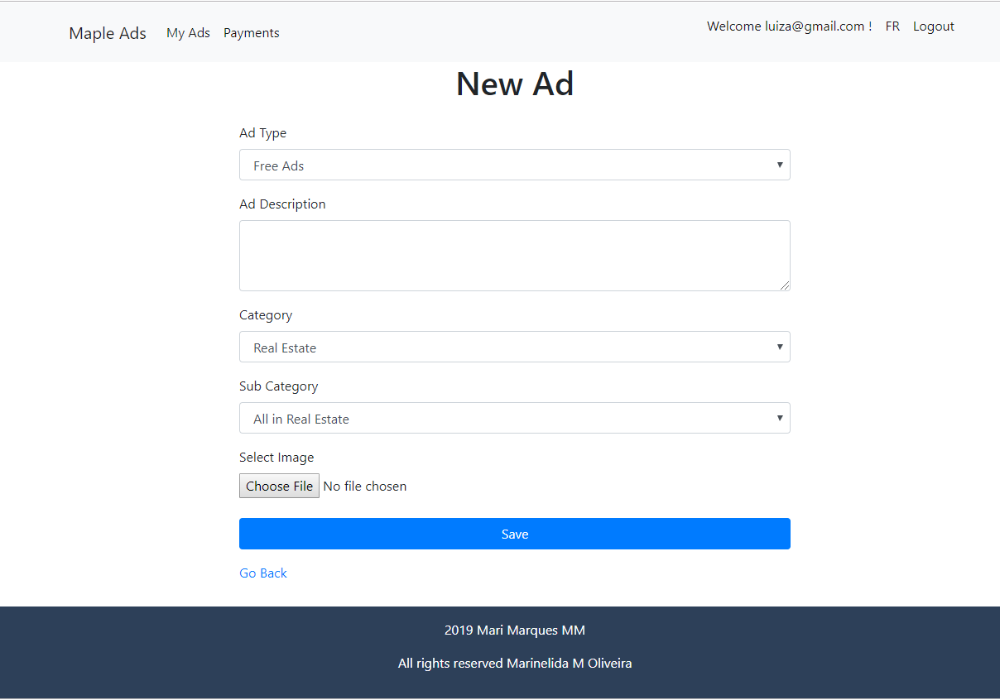 Maple Ads My Ads Payments Welcome luiza@gmail.com ! FR Logout
New Ad
Ad Type
Free Ads
Ad Description
Category
Real Estate
Sub Category
All in Real Estate
Select Image
Choose File No file chosen
Save
Go Back
2019 Mari Marques MM
All rights reserved Marinelida M Oliveira